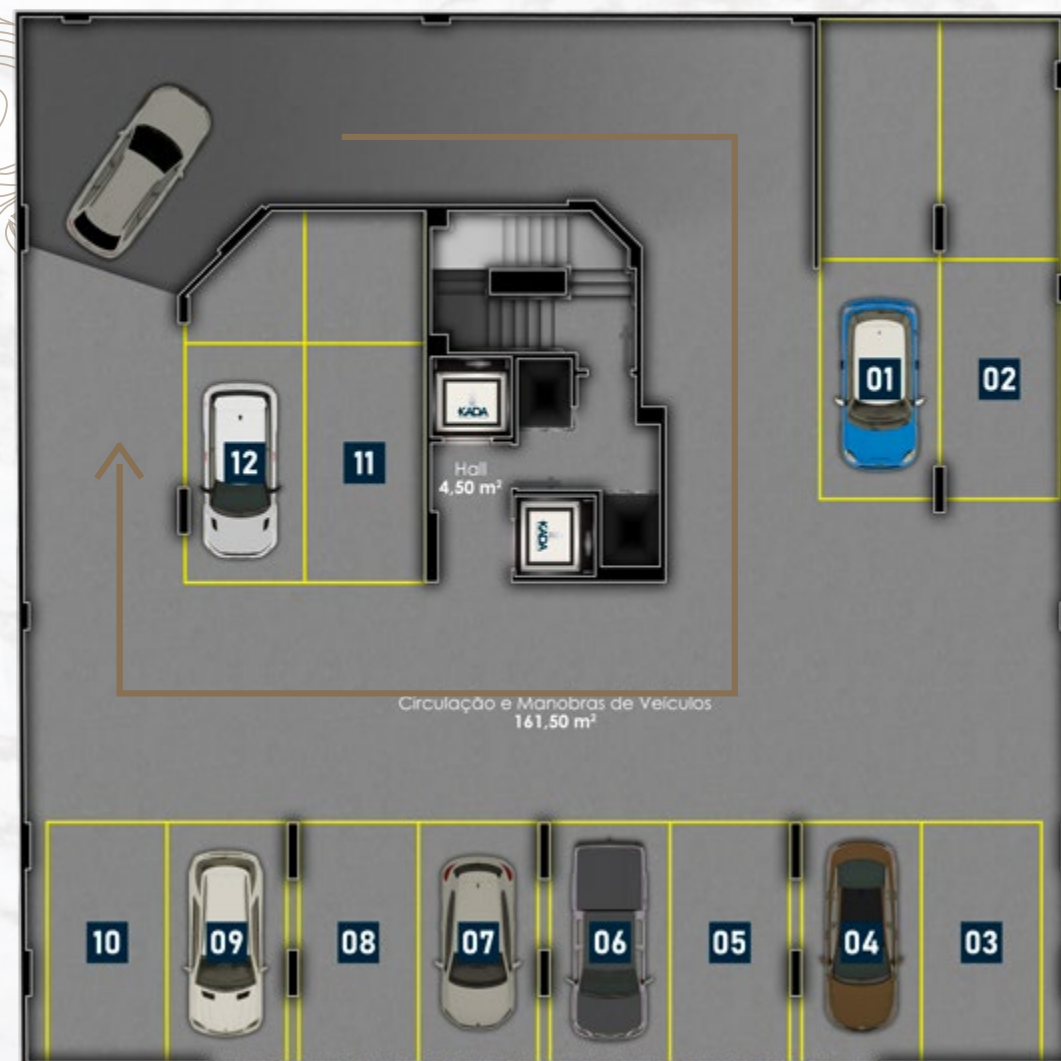 01
02
KADA
12
11
Hall
4,50 m²
KADA
Circulação e Manobras de Veículos
161,50 m²
10
09
08
07
06
05
04
03